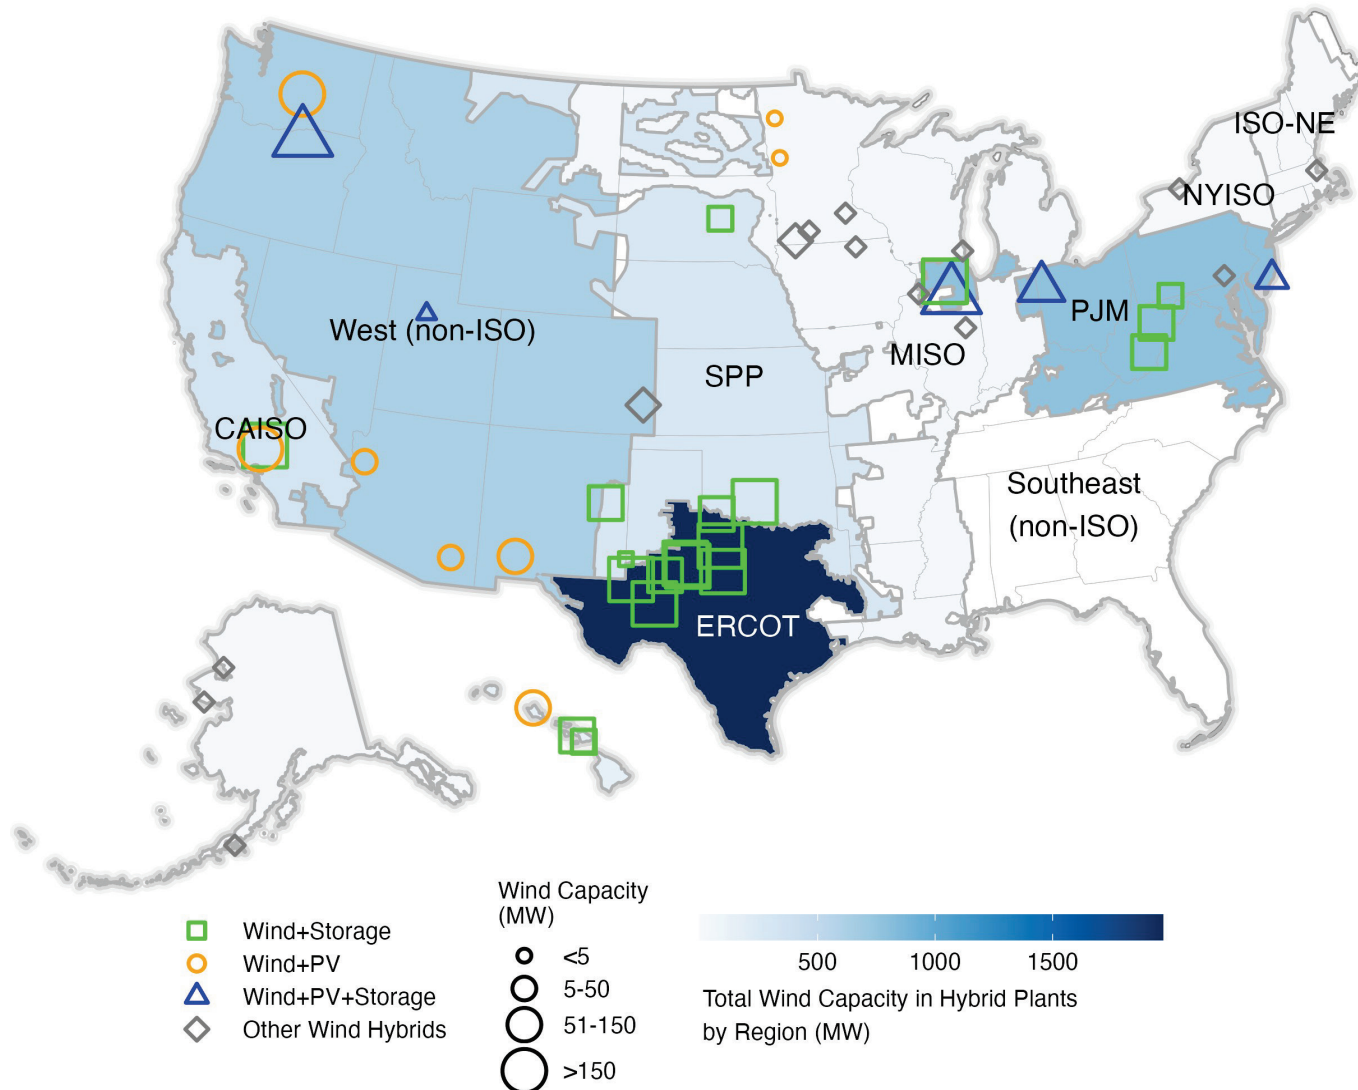 ISO-NE
NYISO
PJM
West (non-ISO)
MISO
SPP
CAISO
Southeast
(non-ISO)
ERCOT
Wind+Storage
Wind+PV
Wind+PV+Storage
Other Wind Hybrids
Wind Capacity
(MW)
<5
5-50
51-150
>150
500 1000 1500
Total Wind Capacity in Hybrid Plants
by Region (MW)